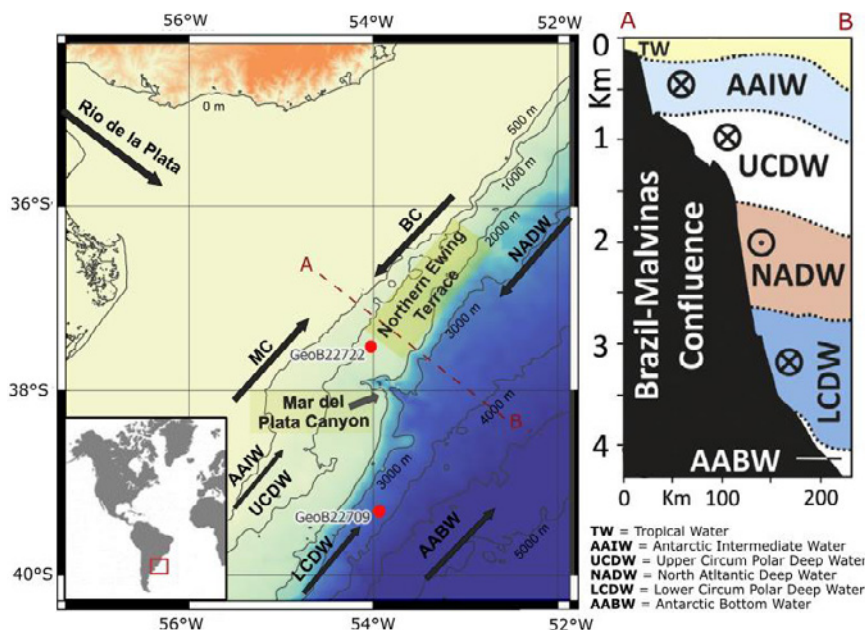 56°W
54°W
52°W
0 m
Rio de la Plata
500 m
1000 m
2000 m
3000 m
36°S
BC
NADW
A
Northern Ewing
Terrace
MC
GeoB22722
38°S
Mar del
Plata Canyon
B
4000 m
AAIW
UCDW
3000 m
GeoB22709
LCDW
AABW
5000 m
40°S
56°W
54°W
52°W
A
B
0
Km
1
2
3
4
TW
AAIW
UCDW
NADW
LCDW
AABW
Brazil-Malvinas
Confluence
0
Km
100
200
TW = Tropical Water
AAIW = Antarctic Intermediate Water
UCDW = Upper Circum Polar Deep Water
NADW = North Altlantic Deep Water
LCDW = Lower Circum Polar Deep Water
AABW = Antarctic Bottom Water